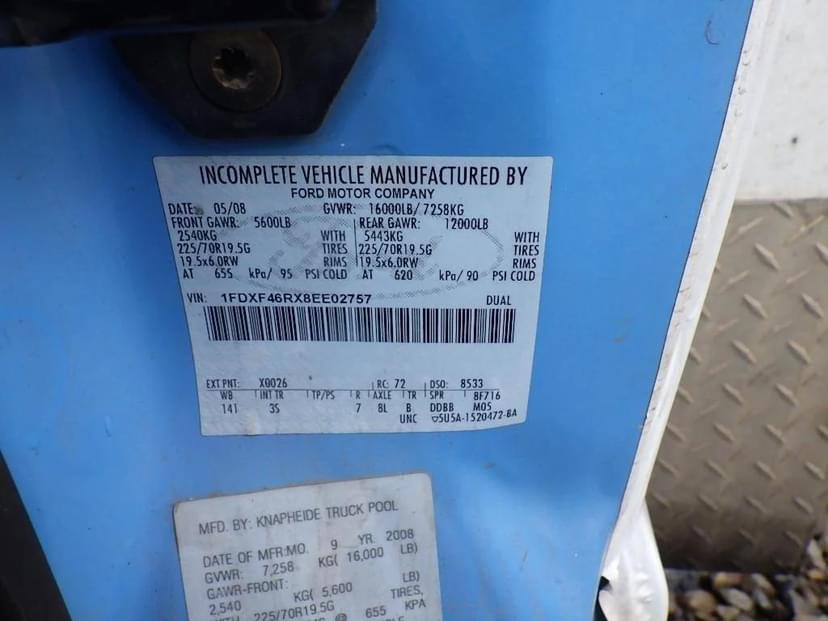 INCOMPLETE VEHICLE MANUFACTURED BY
FORD MOTOR COMPANY
DATE: 05/08 GVWR: 16000LB/ 7258KG
FRONT GAWR: 5600LB REAR GAWR: 12000LB
2540KG WITH 5443KG WITH
225/70R19.5G TIRES 225/70R19.5G TIRES
19.5x6.0RW RIMS 19.5x6.0RW RIMS
AT 655 kPa/ 95 PSI COLD AT 620 kPa/ 90 PSI COLD
VIN: 1FDXF46RX8EE02757 DUAL
EXT PNT: X0026 RC: 72 DSO: 8533
WB INT TR TP/PS R AXLE TR SPR 8F716
141 3S 7 8L B DDBB M05
UNC 5U5A-1520472-BA
MFD. BY: KNAPHEIDE TRUCK POOL
DATE OF MFR:MO. 9 YR. 2008
GVWR: 7,258 KG( 16,000 LB)
GAWR-FRONT:
2,540 KG( 5,600 LB)
225/70R19.5G TIRES,
@ 655 KPA